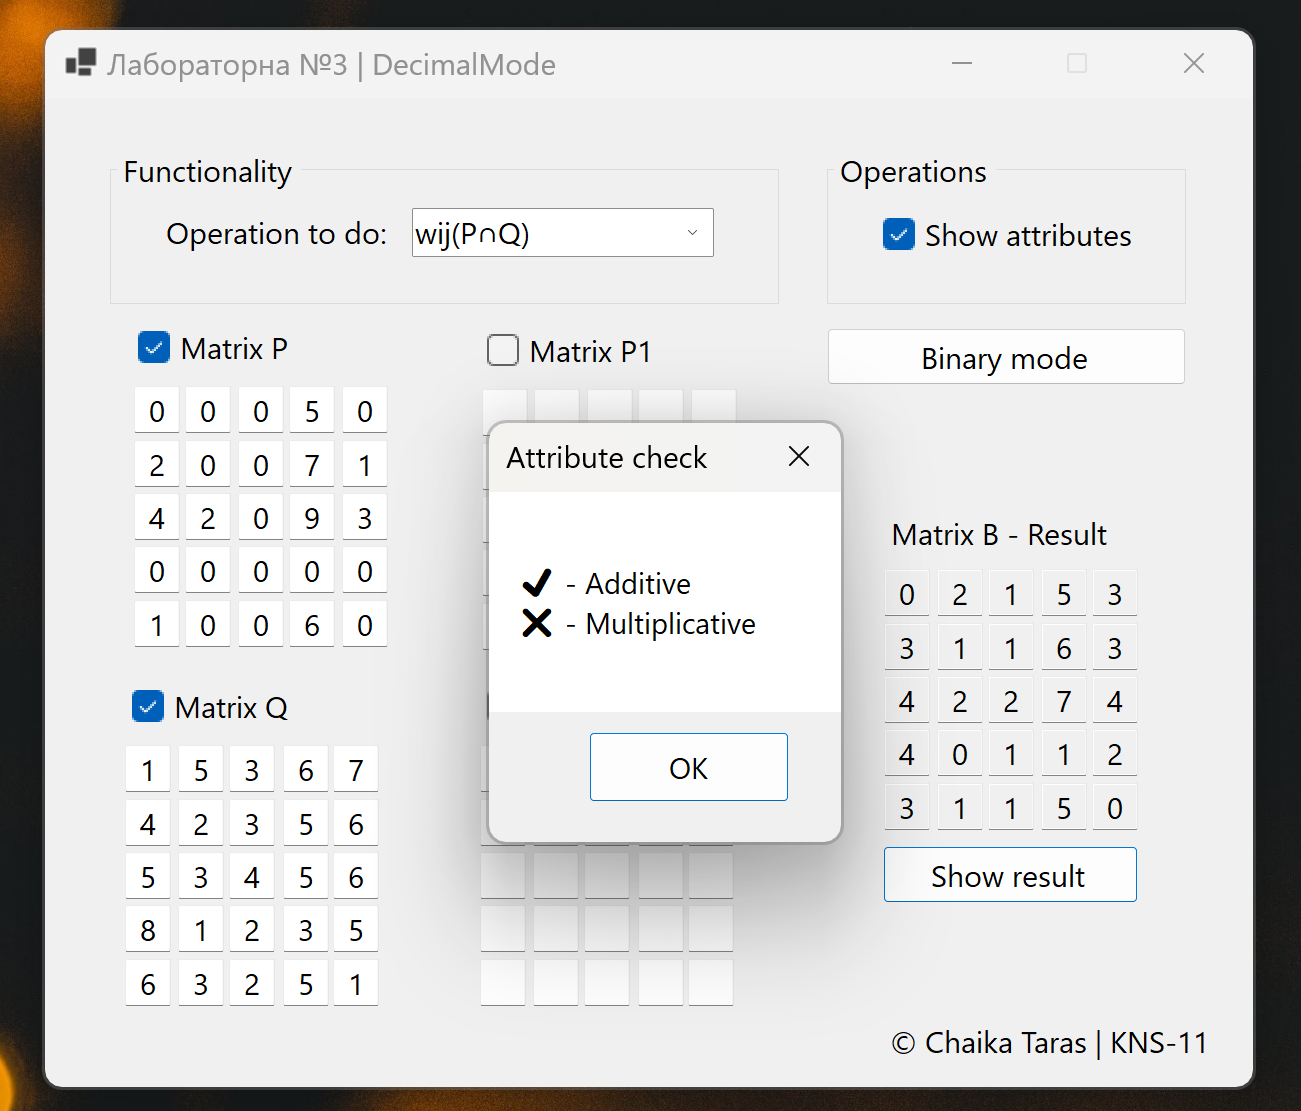 Лабораторна №3 | DecimalMode
Functionality
Operation to do: wij(P∩Q)
Operations
Show attributes
Binary mode
Matrix P
0 0 0 5 0
2 0 0 7 1
4 2 0 9 3
0 0 0 0 0
1 0 0 6 0
Matrix P1
Attribute check
✔ - Additive
✖ - Multiplicative
OK
Matrix Q
1 5 3 6 7
4 2 3 5 6
5 3 4 5 6
8 1 2 3 5
6 3 2 5 1
Matrix B - Result
0 2 1 5 3
3 1 1 6 3
4 2 2 7 4
4 0 1 1 2
3 1 1 5 0
Show result
© Chaika Taras | KNS-11